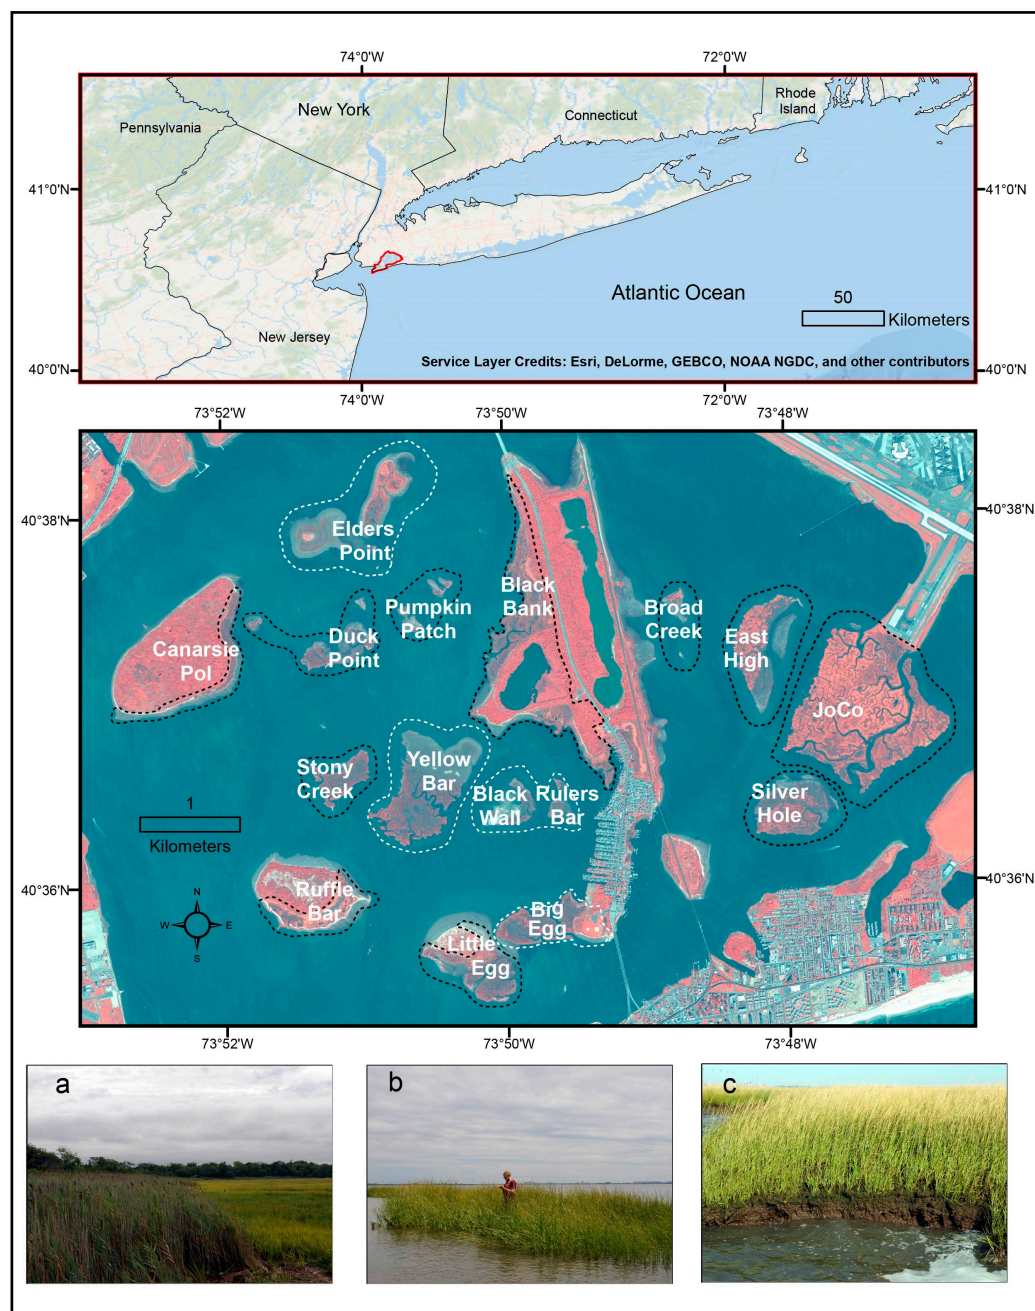 74°0'W 72°0'W
New York
Pennsylvania
Connecticut
Rhode
Island
41°0'N 41°0'N
Atlantic Ocean
50
Kilometers
New Jersey
Service Layer Credits: Esri, DeLorme, GEBCO, NOAA NGDC, and other contributors
40°0'N 40°0'N
74°0'W 72°0'W
73°52'W 73°50'W 73°48'W
40°38'N 40°38'N
Elders
Point
Black
Bank
Pumpkin
Patch
Broad
Creek
Duck
Point
East
High
Canarsie
Pol
JoCo
Stony
Creek
Yellow
Bar
Black
Wall
Rulers
Bar
Silver
Hole
1
Kilometers
40°36'N 40°36'N
Ruffle
Bar
N
W E
S
Big
Egg
Little
Egg
73°52'W 73°50'W 73°48'W
a b c